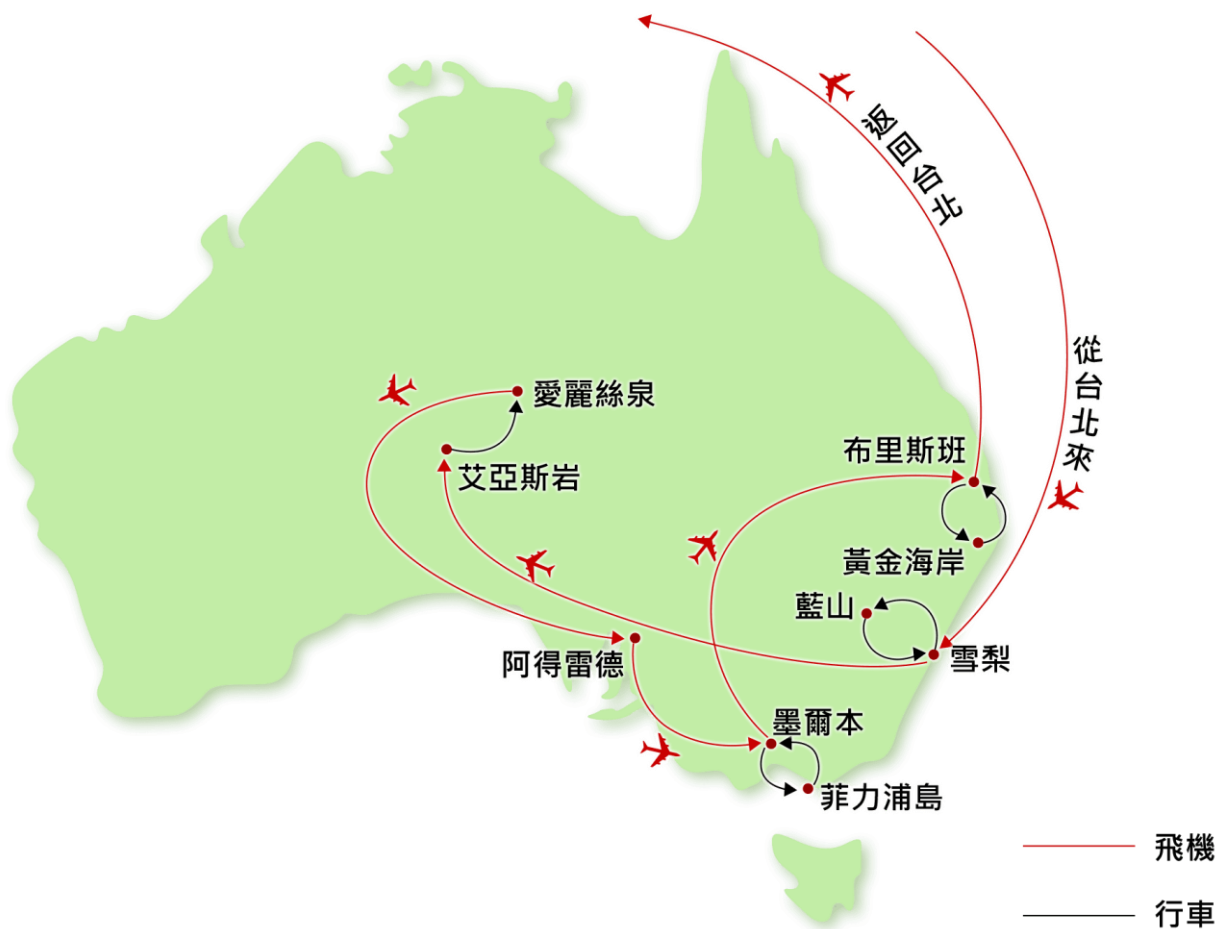 返回台北
從台北來
愛麗絲泉
艾亞斯岩
布里斯班
黃金海岸
藍山
雪梨
阿得雷德
墨爾本
菲力浦島
飛機
行車